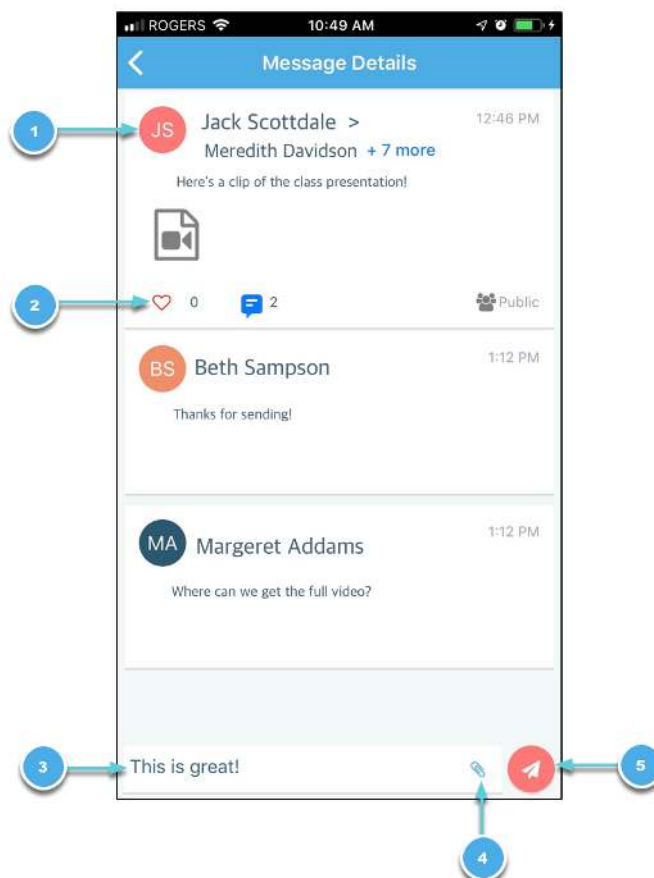 ROGERS 10:49 AM
Message Details
1
JS Jack Scottdale > 12:46 PM
Meredith Davidson + 7 more
Here's a clip of the class presentation!
2
0 2 Public
BS Beth Sampson 1:12 PM
Thanks for sending!
MA Margeret Addams 1:12 PM
Where can we get the full video?
3 This is great! 5
4